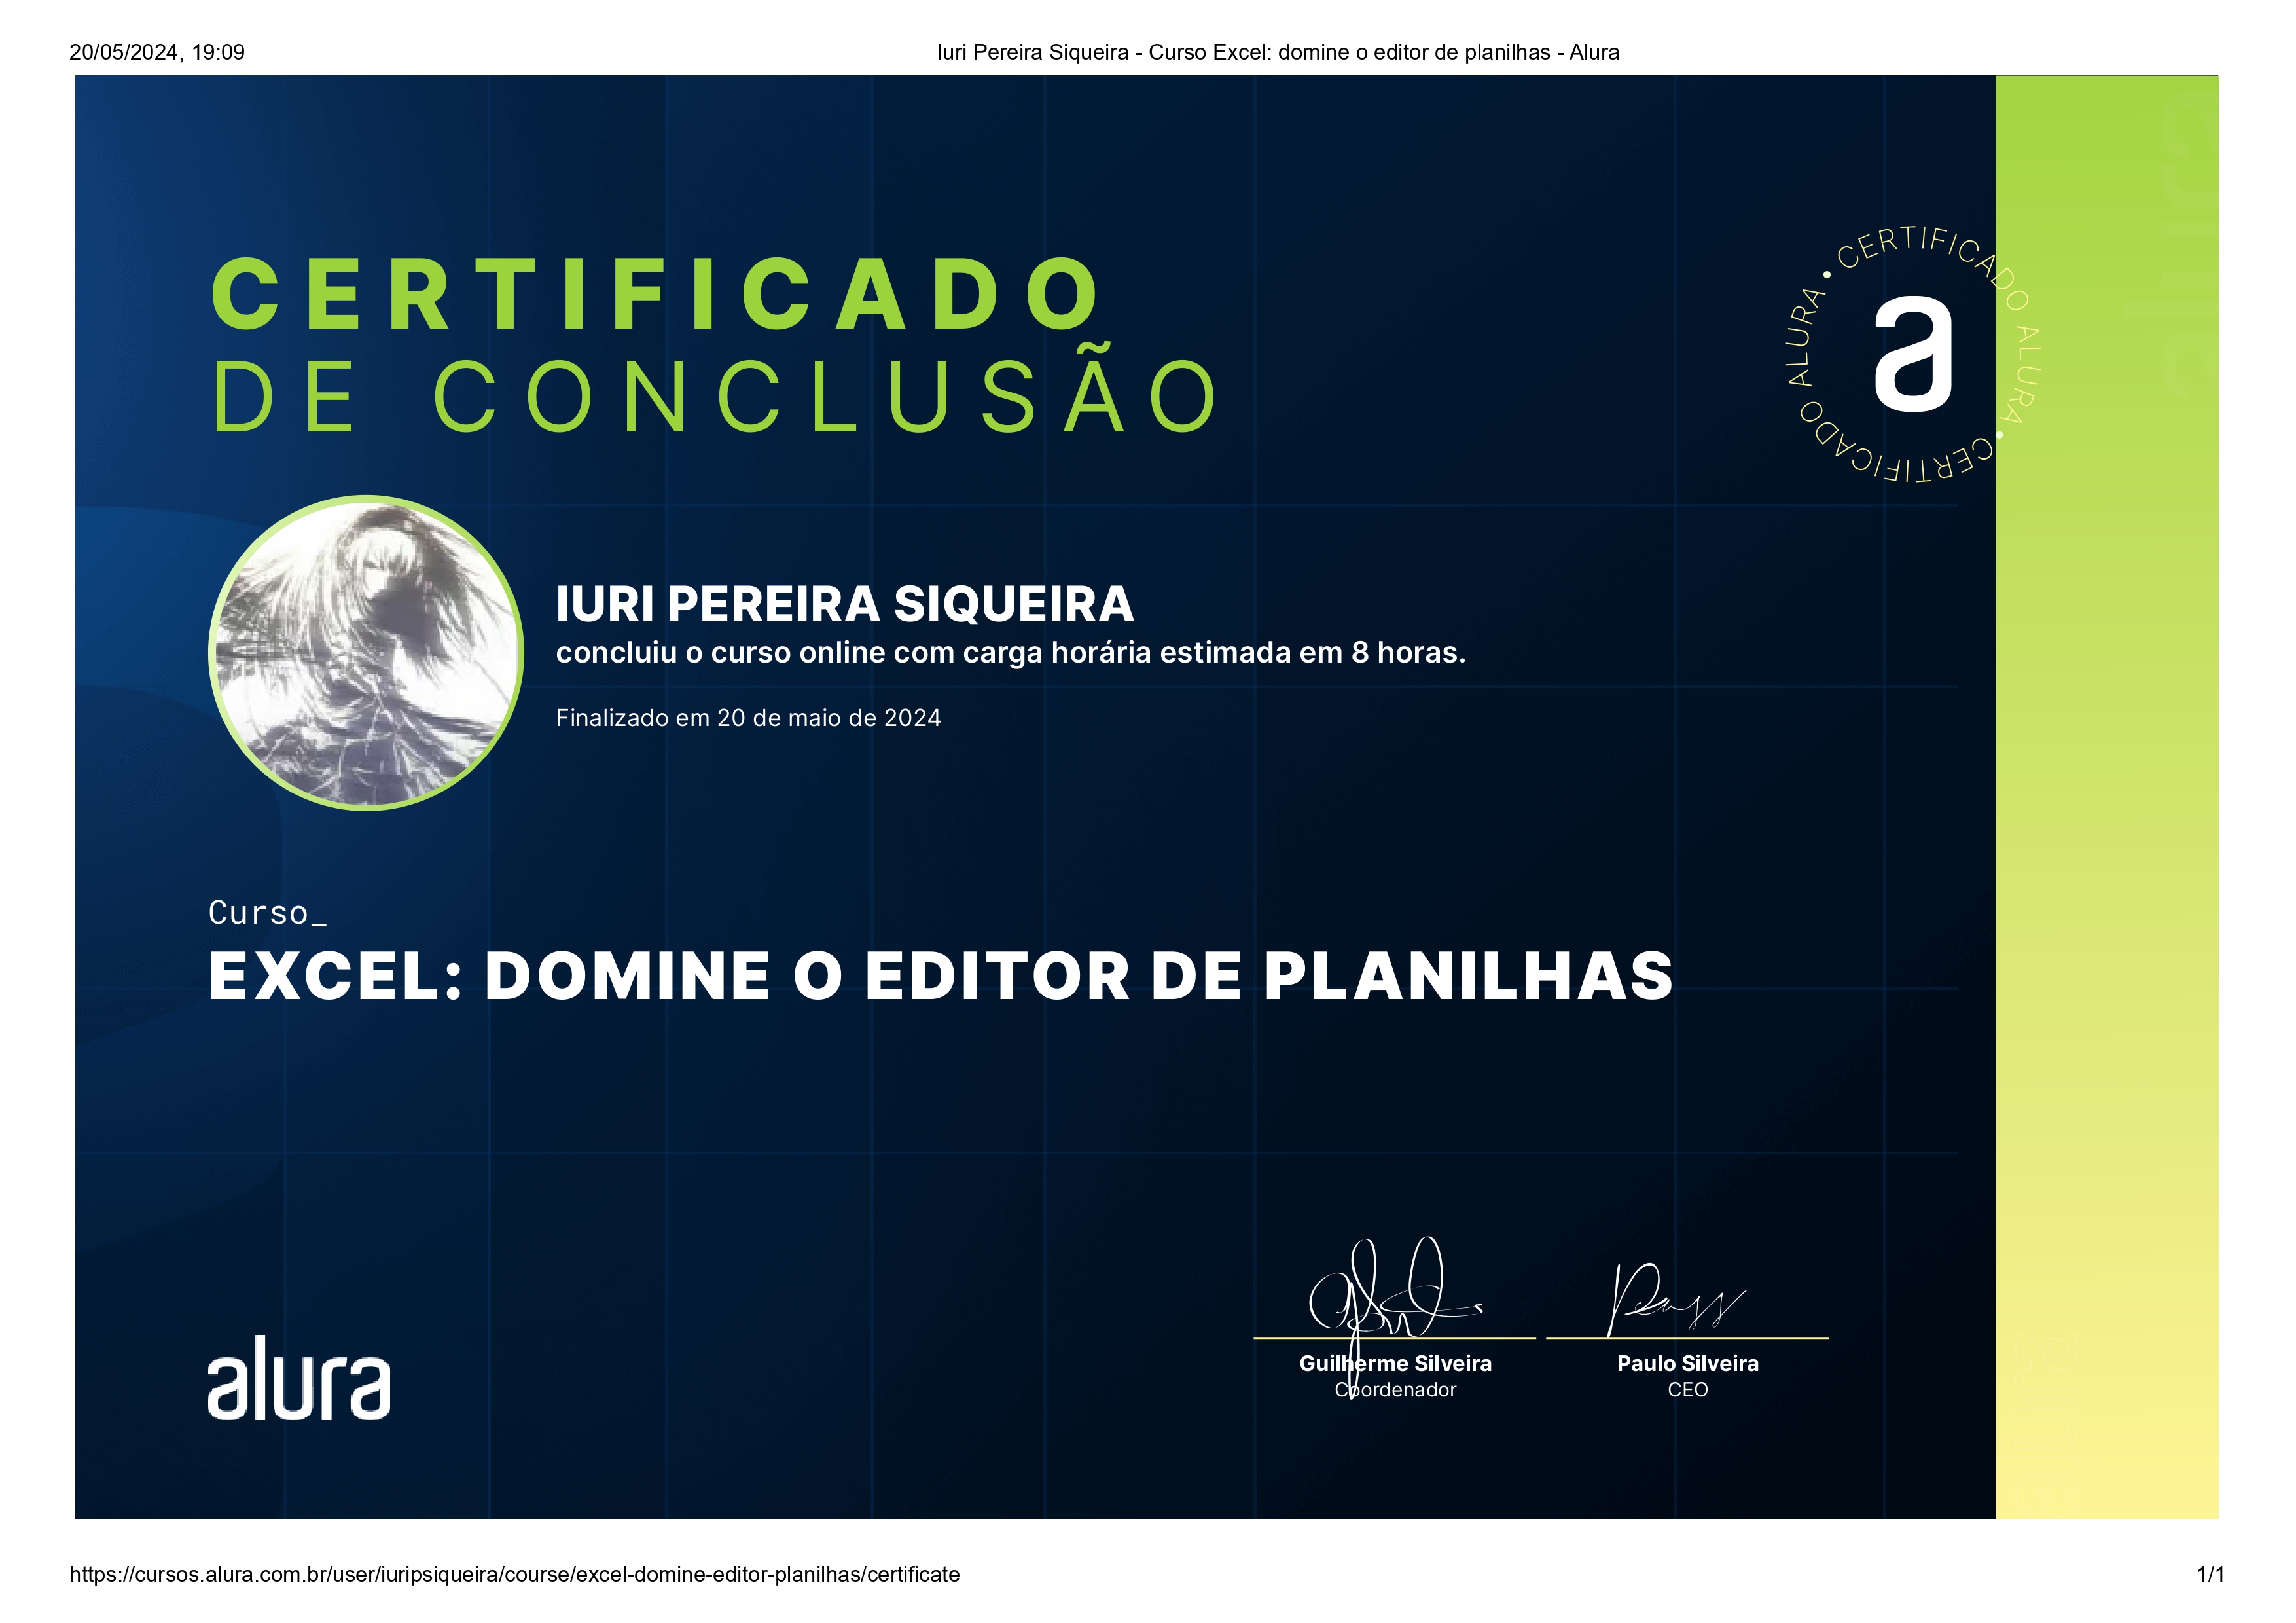 20/05/2024, 19:09
Iuri Pereira Siqueira - Curso Excel: domine o editor de planilhas - Alura
CERTIFICADO
DE CONCLUSÃO
CERTIFICADO ALURA • CERTIFICADO ALURA •
a
IURI PEREIRA SIQUEIRA
concluiu o curso online com carga horária estimada em 8 horas.
Finalizado em 20 de maio de 2024
Curso_
EXCEL: DOMINE O EDITOR DE PLANILHAS
alura
Guilherme Silveira
Coordenador
Paulo Silveira
CEO
https://cursos.alura.com.br/user/iuripsiqueira/course/excel-domine-editor-planilhas/certificate
1/1